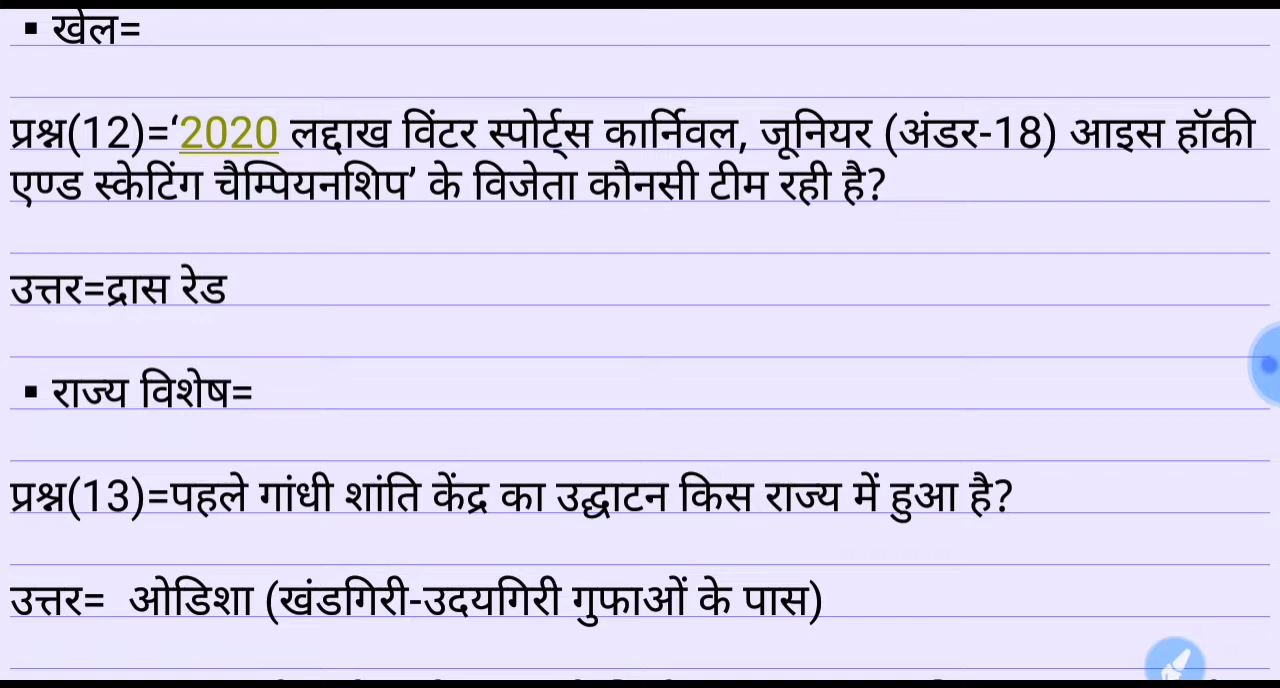 ▪ खेल=
प्रश्न(12)=‘2020 लद्दाख विंटर स्पोर्ट्स कार्निवल, जूनियर (अंडर-18) आइस हॉकी
एण्ड स्केटिंग चैम्पियनशिप’ के विजेता कौनसी टीम रही है?
उत्तर=द्रास रेड
▪ राज्य विशेष=
प्रश्न(13)=पहले गांधी शांति केंद्र का उद्घाटन किस राज्य में हुआ है?
उत्तर= ओडिशा (खंडगिरी-उदयगिरी गुफाओं के पास)